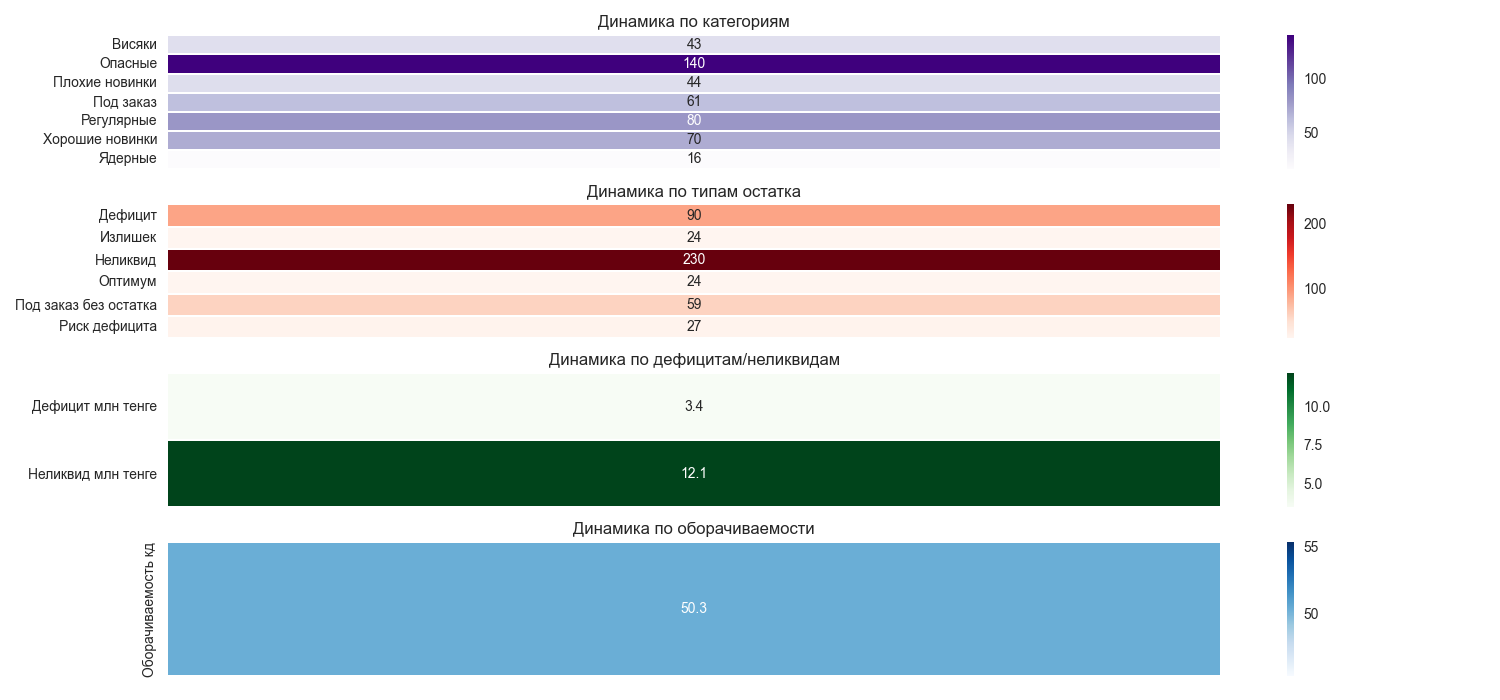 Динамика по категориям
Висяки 43
Опасные 140
Плохие новинки 44
Под заказ 61
Регулярные 80
Хорошие новинки 70
Ядерные 16
100
50
Динамика по типам остатка
Дефицит 90
Излишек 24
Неликвид 230
Оптимум 24
Под заказ без остатка 59
Риск дефицита 27
200
100
Динамика по дефицитам/неликвидам
Дефицит млн тенге 3.4
Неликвид млн тенге 12.1
10.0
7.5
5.0
Динамика по оборачиваемости
Оборачиваемость кд
50.3
55
50